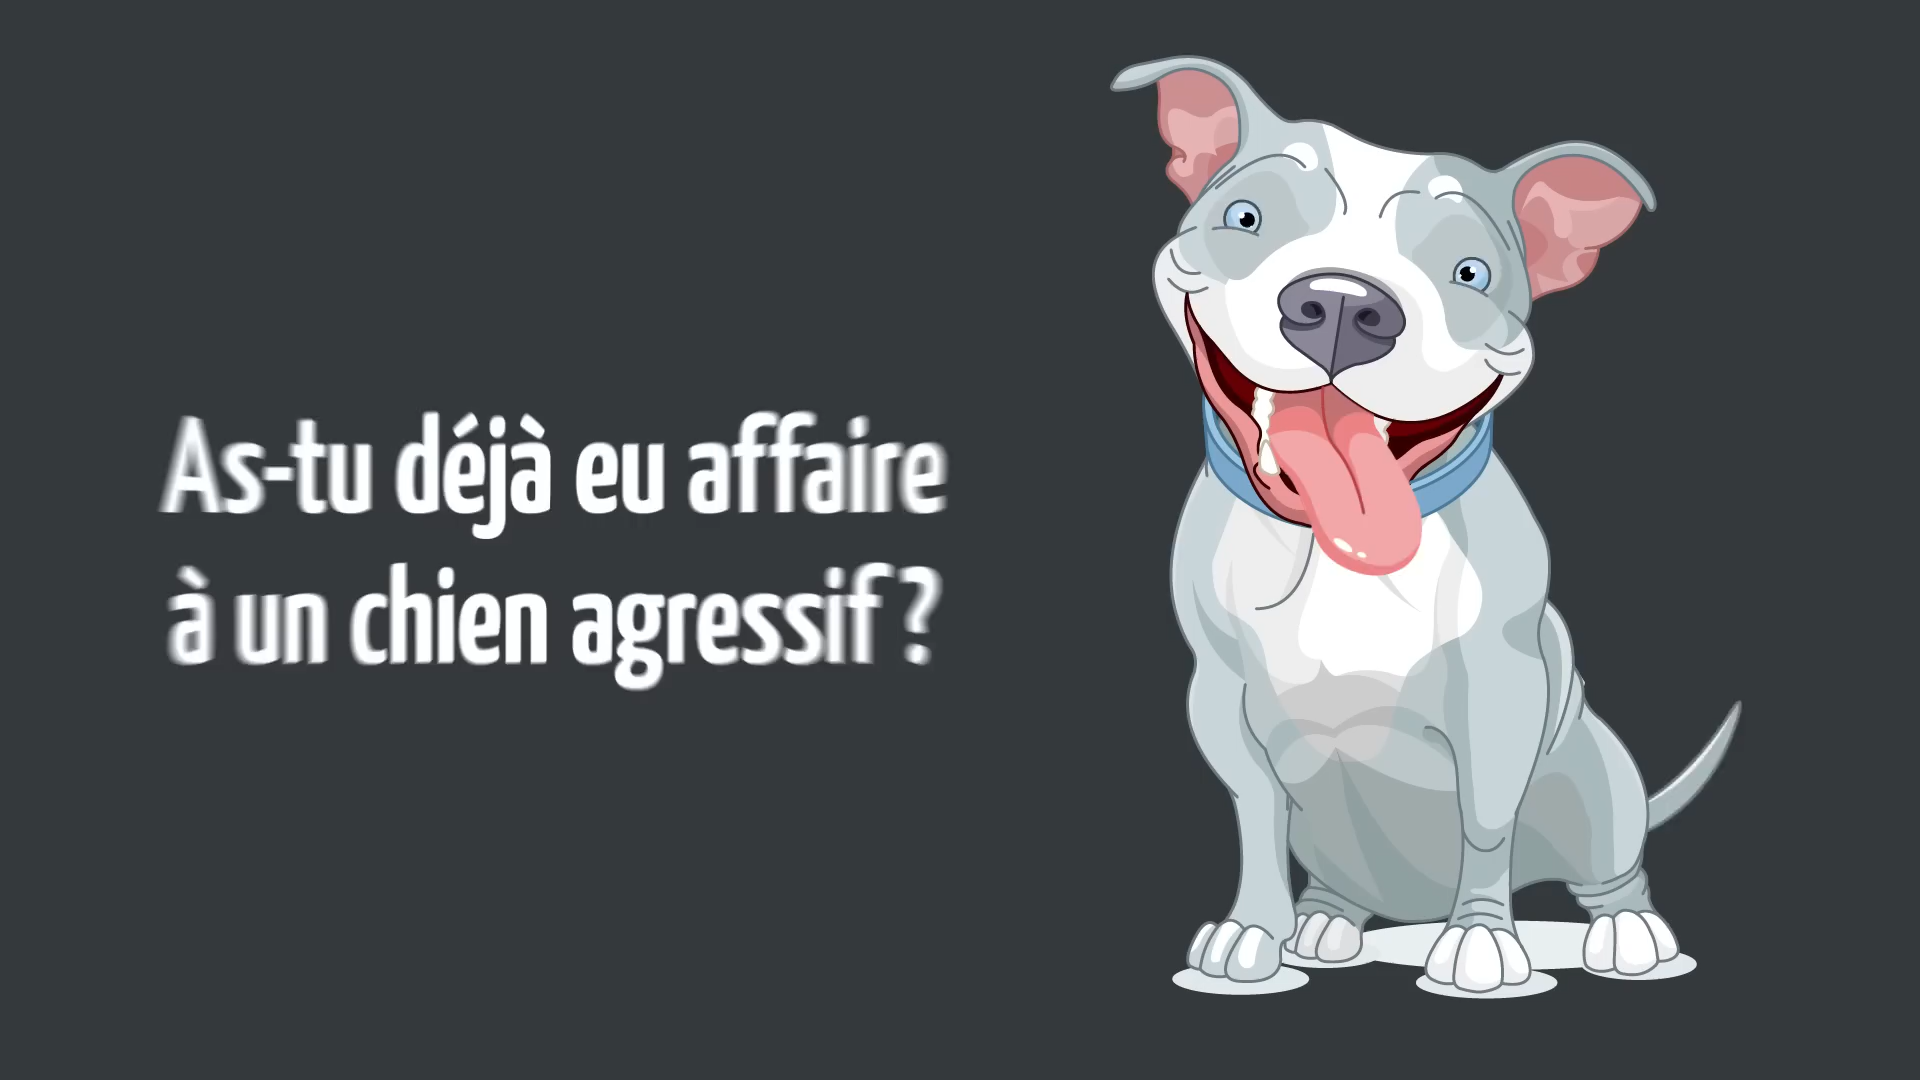 As-tu déjà eu affaire
à un chien agressif ?